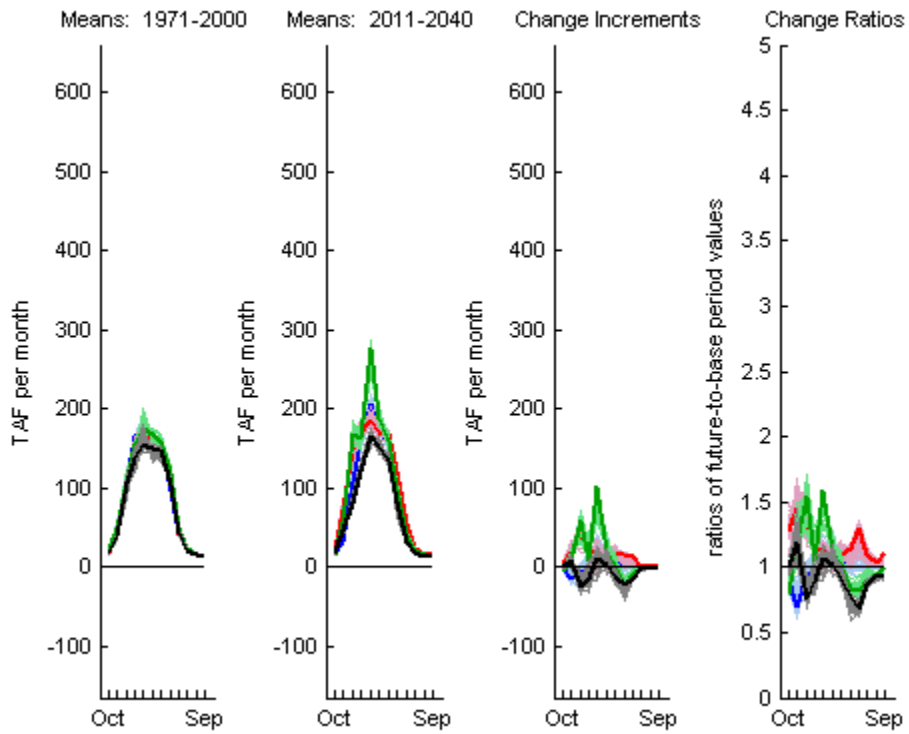 Means: 1971-2000
Means: 2011-2040
Change Increments
Change Ratios
TAF per month
600
500
400
300
200
100
0
-100
Oct
Sep
TAF per month
600
500
400
300
200
100
0
-100
Oct
Sep
TAF per month
600
500
400
300
200
100
0
-100
Oct
Sep
ratios of future-to-base period values
5
4.5
4
3.5
3
2.5
2
1.5
1
0.5
0
Oct
Sep